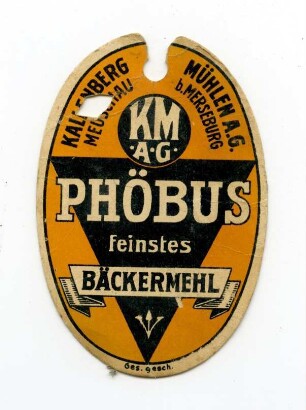 KALTENBERG
MEUSCHAU
MÜHLEN A.G.
b. MERSEBURG
KM
·A·G·
PHÖBUS
feinstes
BÄCKERMEHL
Ges. gesch.